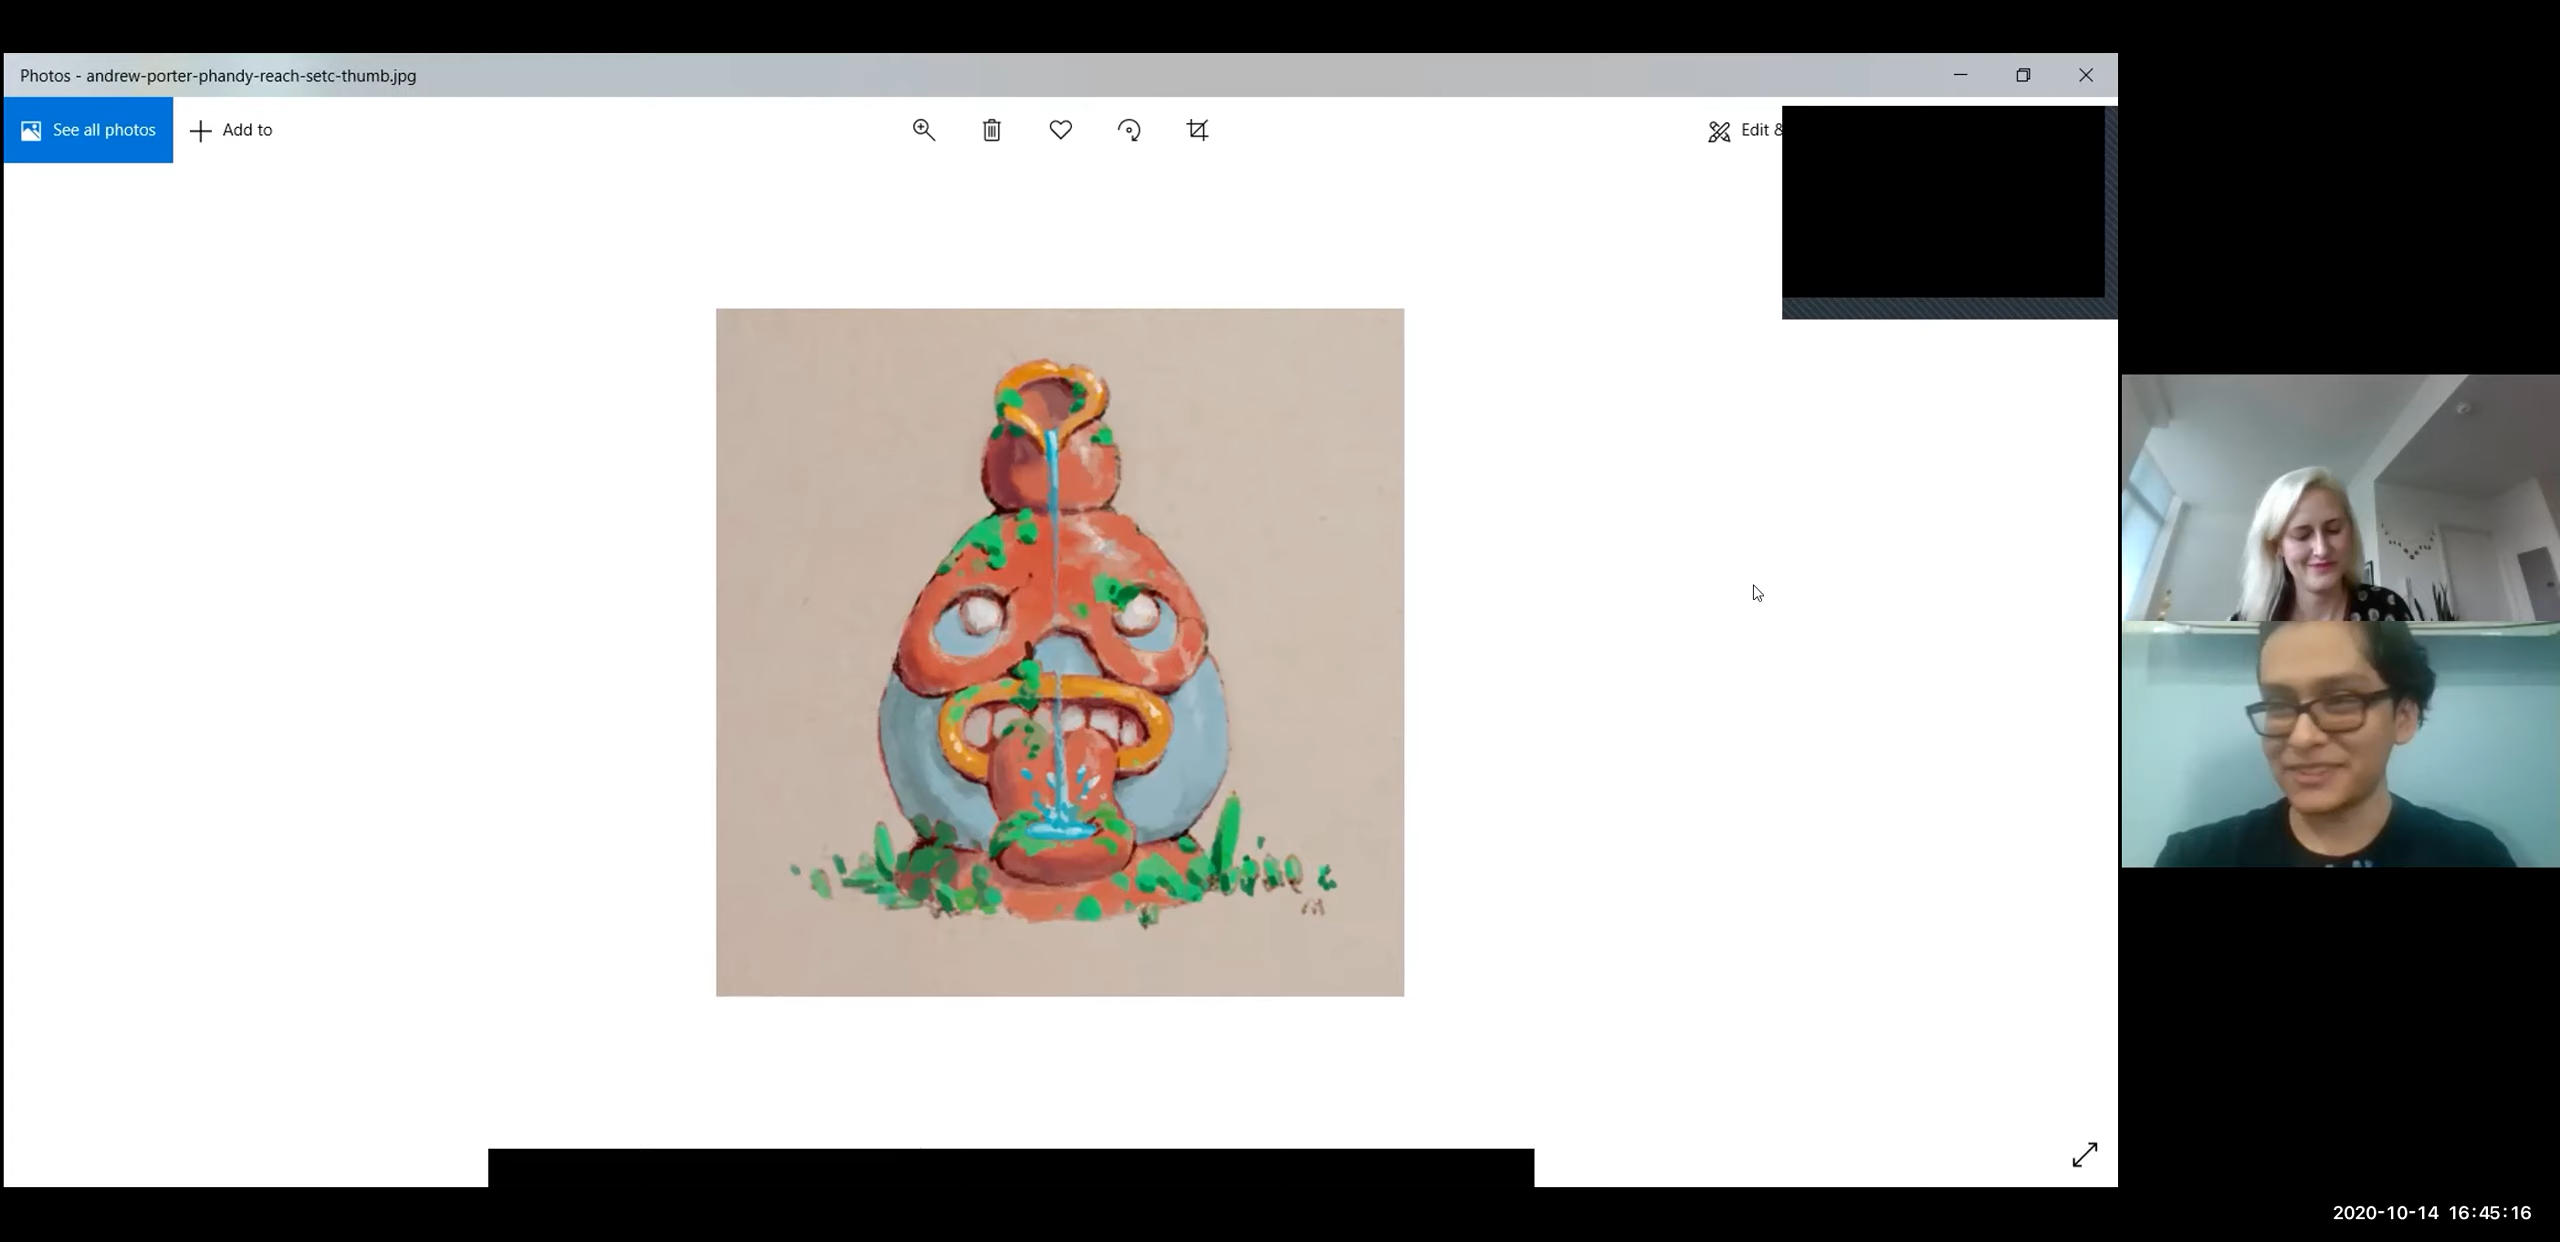 Photos - andrew-porter-phandy-reach-setc-thumb.jpg
See all photos
Add to
Edit &
2020-10-14 16:45:16